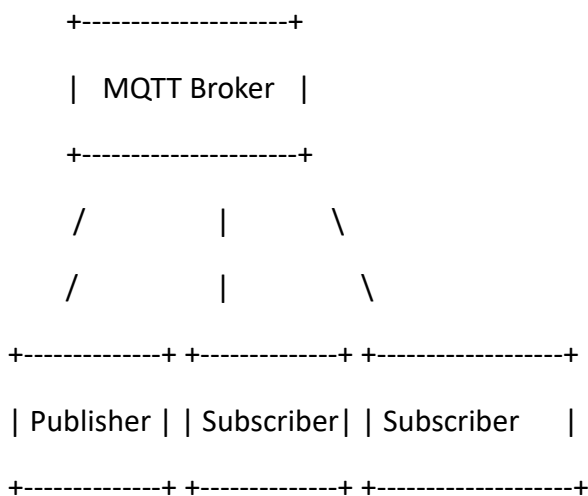 +---------------------+
| MQTT Broker |
+----------------------+
/ | \
/ | \
+--------------+ +--------------+ +-------------------+
| Publisher | | Subscriber| | Subscriber |
+--------------+ +--------------+ +--------------------+